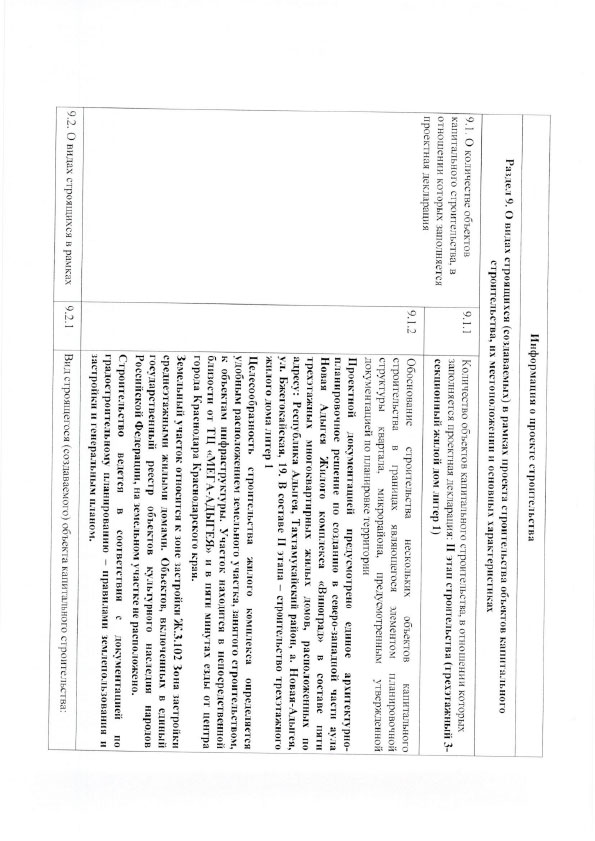 Информация о проекте строительства
Раздел 9. О видах строящихся (создаваемых) в рамках проекта строительства объектов капитального
строительства, их местоположении и основных характеристиках
9.1. О количестве объектов
капитального строительства, в
отношении которых заполняется
проектная декларация
9.1.1
Количество объектов капитального строительства, в отношении которых
заполняется проектная декларация: II этап строительства (трехэтажный 3-
секционный жилой дом литер 1)
9.1.2
Обоснование строительства нескольких объектов капитального
строительства в границах являющегося элементом планировочной
структуры квартала, микрорайона, предусмотренным утвержденной
документацией по планировке территории
Проектной документацией предусмотрено единое архитектурно-
планировочное решение по созданию в северо-западной части аула
Новая Адыгея Жилого комплекса «Виноград» в составе пяти
трехэтажных многоквартирных жилых домов, расположенных по
адресу: Республика Адыгея, Тахтамукайский район, а. Новая-Адыгея,
ул. Бжегокайская, 19. В составе II этапа – строительство трехэтажного
жилого дома литер 1
Целесообразность строительства жилого комплекса определяется
удобным расположением земельного участка, занятого строительством,
к объектам инфраструктуры. Участок находится в непосредственной
близости от ТЦ «МЕГА-АДЫГЕЯ» и в пяти минутах езды от центра
города Краснодара Краснодарского края.
Земельный участок относится к зоне застройки Ж.3.102 Зона застройки
среднеэтажными жилыми домами. Объектов, включенных в единый
государственный реестр объектов культурного наследия народов
Российской Федерации, на земельном участке не расположено.
Строительство ведется в соответствии с документацией по
градостроительному планированию – правилами землепользования и
застройки и генеральным планом.
9.2. О видах строящихся в рамках
9.2.1
Вид строящегося (создаваемого) объекта капитального строительства: